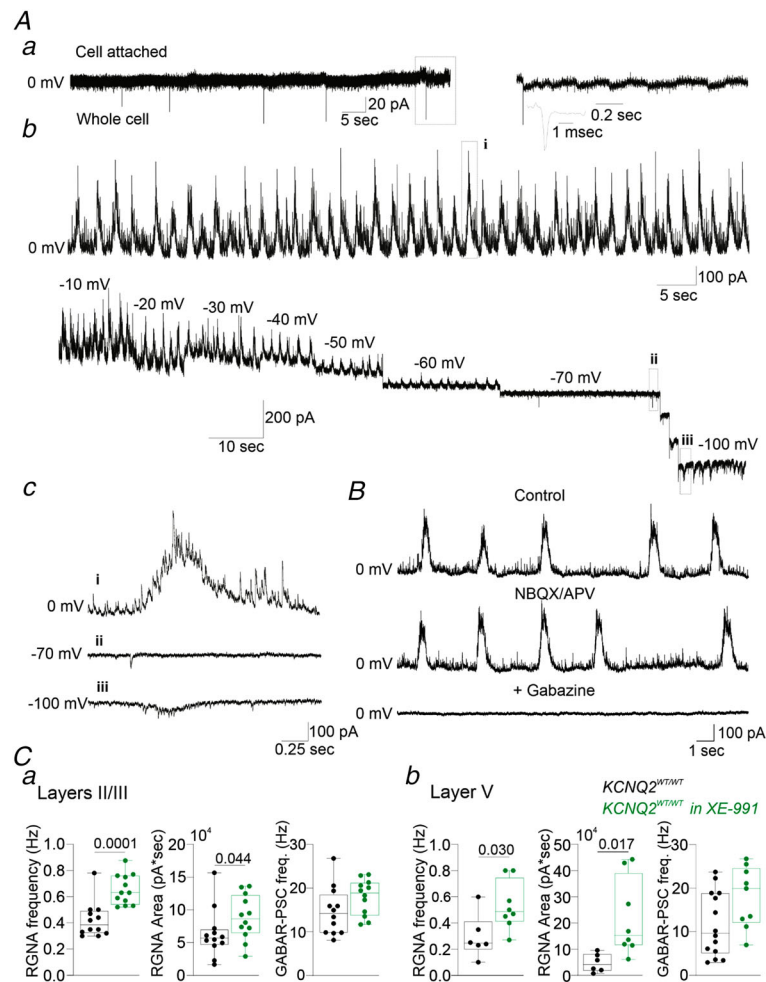 A
a
Cell attached
0 mV
20 pA
5 sec
Whole cell
0.2 sec
1 msec
b
i
0 mV
100 pA
5 sec
-10 mV
-20 mV
-30 mV
-40 mV
-50 mV
-60 mV
-70 mV
ii
200 pA
10 sec
iii
-100 mV
c
i
0 mV
ii
-70 mV
iii
-100 mV
100 pA
0.25 sec
B
Control
0 mV
NBQX/APV
0 mV
+ Gabazine
0 mV
100 pA
1 sec
C
a Layers II/III
RGNA frequency (Hz)
1.0
0.8
0.6
0.4
0.2
0.0
0.0001
RGNA Area (pA*sec)
20
10⁴
15
10
5
0
0.044
GABAR-PSC freq. (Hz)
30
20
10
0
b Layer V
KCNQ2WT/WT
KCNQ2WT/WT in XE-991
RGNA frequency (Hz)
1.0
0.8
0.6
0.4
0.2
0.0
0.030
RGNA Area (pA*sec)
50
10⁴
40
30
20
10
0
0.017
GABAR-PSC freq. (Hz)
30
20
10
0